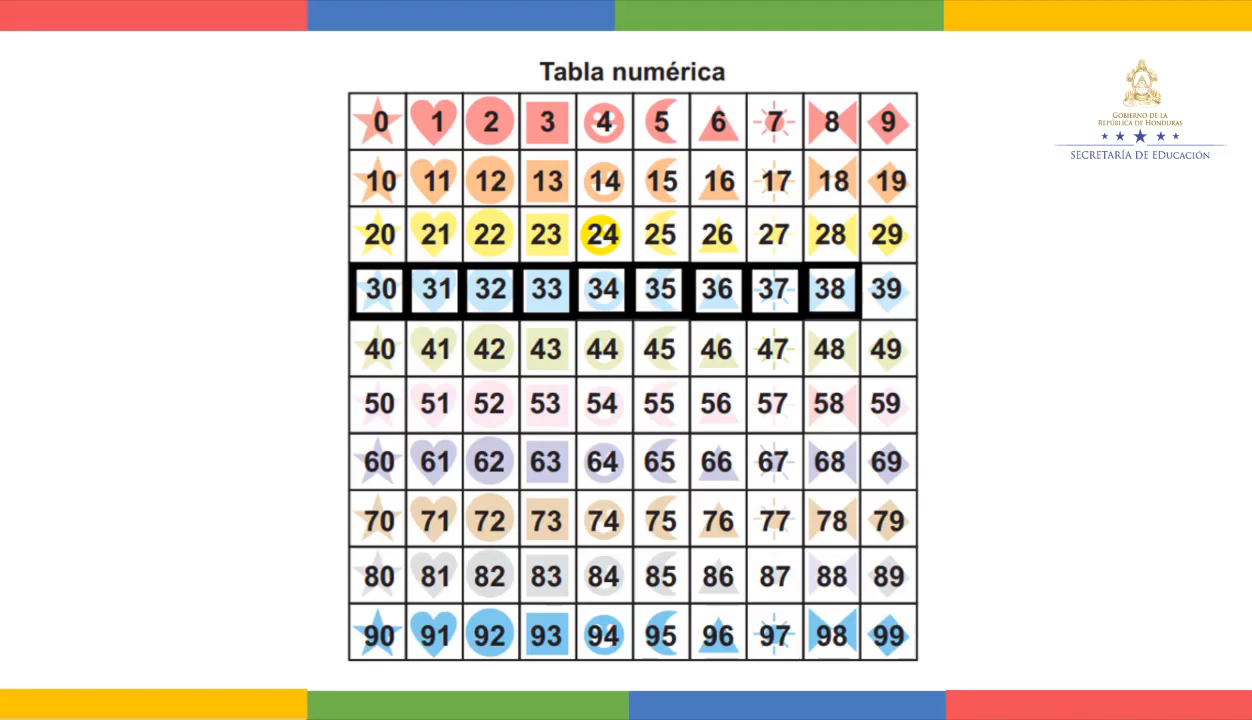 Tabla numérica
GOBIERNO DE LA
REPÚBLICA DE HONDURAS
SECRETARÍA DE EDUCACIÓN
0 1 2 3 4 5 6 7 8 9
10 11 12 13 14 15 16 17 18 19
20 21 22 23 24 25 26 27 28 29
30 31 32 33 34 35 36 37 38 39
40 41 42 43 44 45 46 47 48 49
50 51 52 53 54 55 56 57 58 59
60 61 62 63 64 65 66 67 68 69
70 71 72 73 74 75 76 77 78 79
80 81 82 83 84 85 86 87 88 89
90 91 92 93 94 95 96 97 98 99